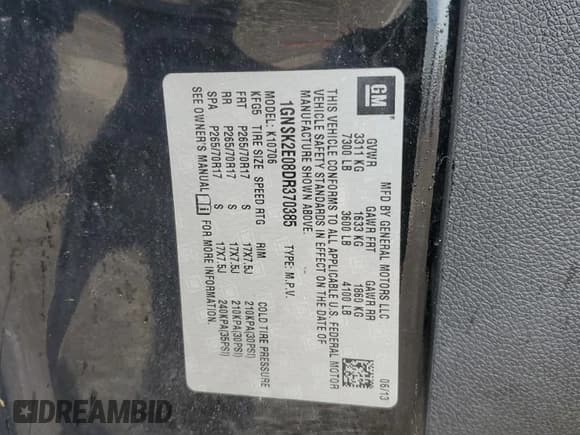 GM
MFD BY GENERAL MOTORS LLC
06/13
GVWR GAWR FRT GAWR RR
3311 KG 1633 KG 1860 KG
7300 LB 3600 LB 4100 LB
THIS VEHICLE CONFORMS TO ALL APPLICABLE U.S. FEDERAL MOTOR
VEHICLE SAFETY STANDARDS IN EFFECT ON THE DATE OF
MANUFACTURE SHOWN ABOVE.
1GNSK2E08DR370385 TYPE: M.P.V.
MODEL: K10706
KFG5 TIRE SIZE SPEED RTG RIM COLD TIRE PRESSURE
FRT P265/70R17 S 17X7.5J 210KPA(30PSI)
RR P265/70R17 S 17X7.5J 210KPA(30PSI)
SPA P265/70R17 S 17X7.5J 240KPA(35PSI)
SEE OWNER'S MANUAL FOR MORE INFORMATION.
DREAMBID